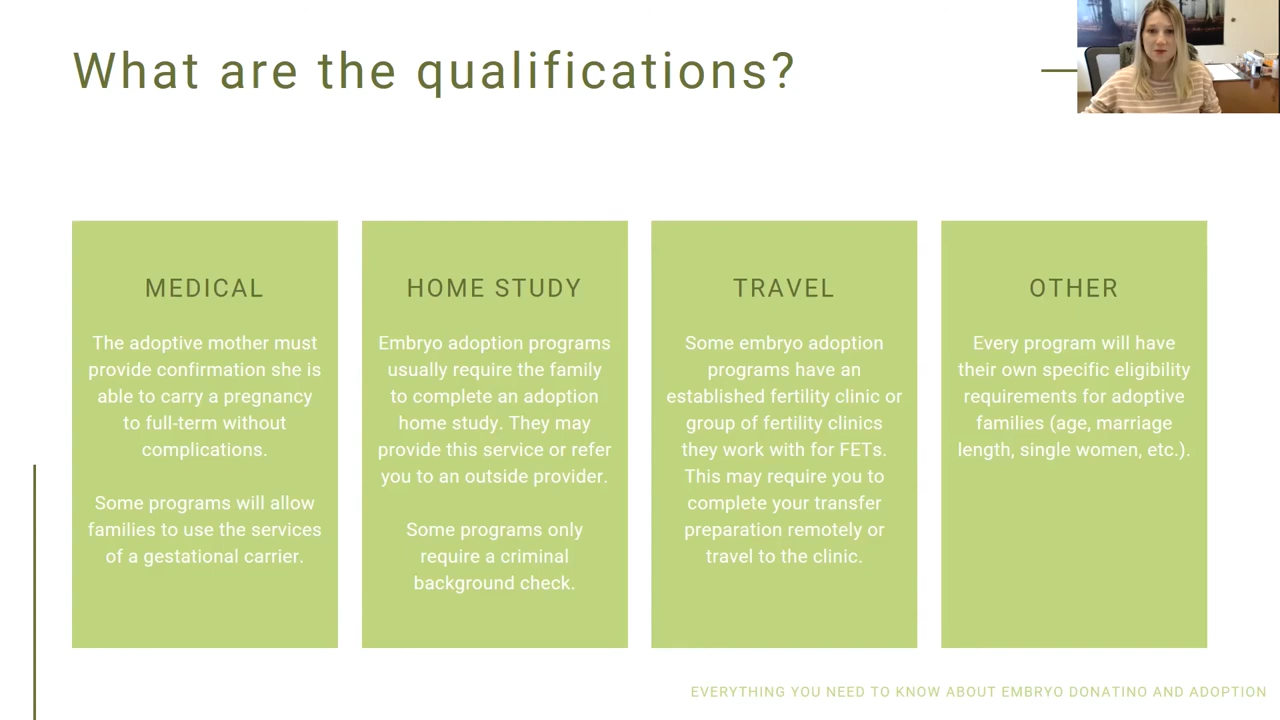 What are the qualifications?
MEDICAL
The adoptive mother must
provide confirmation she is
able to carry a pregnancy
to full-term without
complications.
Some programs will allow
families to use the services
of a gestational carrier.
HOME STUDY
Embryo adoption programs
usually require the family
to complete an adoption
home study. They may
provide this service or refer
you to an outside provider.
Some programs only
require a criminal
background check.
TRAVEL
Some embryo adoption
programs have an
established fertility clinic or
group of fertility clinics
they work with for FETs.
This may require you to
complete your transfer
preparation remotely or
travel to the clinic.
OTHER
Every program will have
their own specific eligibility
requirements for adoptive
families (age, marriage
length, single women, etc.).
EVERYTHING YOU NEED TO KNOW ABOUT EMBRYO DONATINO AND ADOPTION